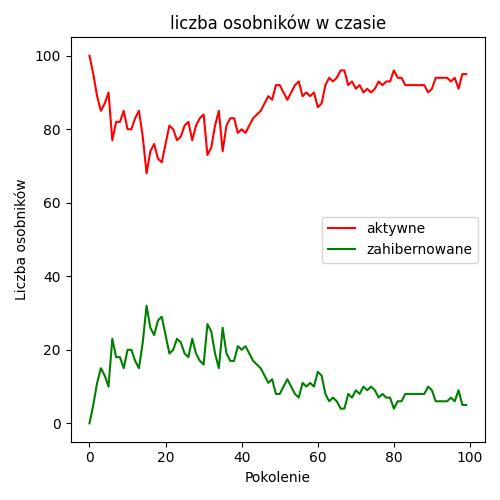 liczba osobników w czasie
Liczba osobników
100
80
60
40
20
0
aktywne
zahibernowane
0 20 40 60 80 100
Pokolenie